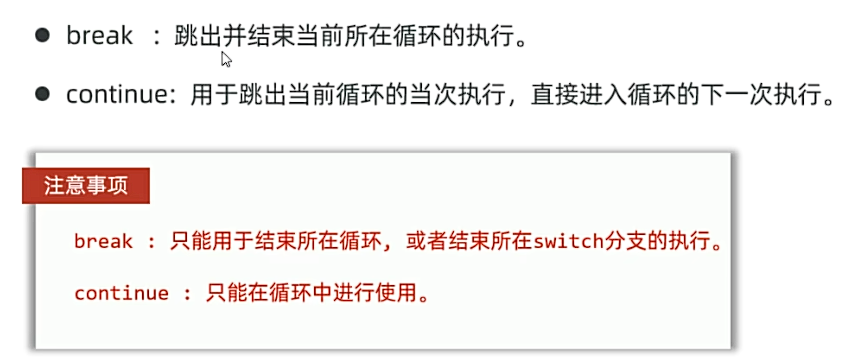 break ：跳出并结束当前所在循环的执行。
continue：用于跳出当前循环的当次执行，直接进入循环的下一次执行。
注意事项
break : 只能用于结束所在循环, 或者结束所在switch分支的执行。
continue : 只能在循环中进行使用。